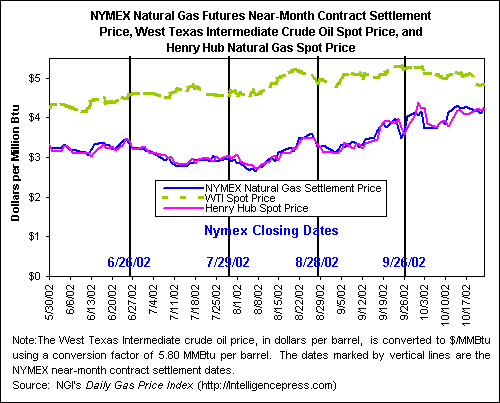 NYMEX Natural Gas Futures Near-Month Contract Settlement
Price, West Texas Intermediate Crude Oil Spot Price, and
Henry Hub Natural Gas Spot Price
Dollars per Million Btu
$5
$4
$3
$2
$1
$0
NYMEX Natural Gas Settlement Price
WTI Spot Price
Henry Hub Spot Price
Nymex Closing Dates
6/26/02
7/29/02
8/28/02
9/26/02
5/30/02
6/6/02
6/13/02
6/20/02
6/27/02
7/4/02
7/11/02
7/18/02
7/25/02
8/1/02
8/8/02
8/15/02
8/22/02
8/29/02
9/5/02
9/12/02
9/19/02
9/26/02
10/3/02
10/10/02
10/17/02
Note:The West Texas Intermediate crude oil price, in dollars per barrel, is converted to $/MMBtu
using a conversion factor of 5.80 MMBtu per barrel. The dates marked by vertical lines are the
NYMEX near-month contract settlement dates.
Source: NGI's Daily Gas Price Index (http://Intelligencepress.com)